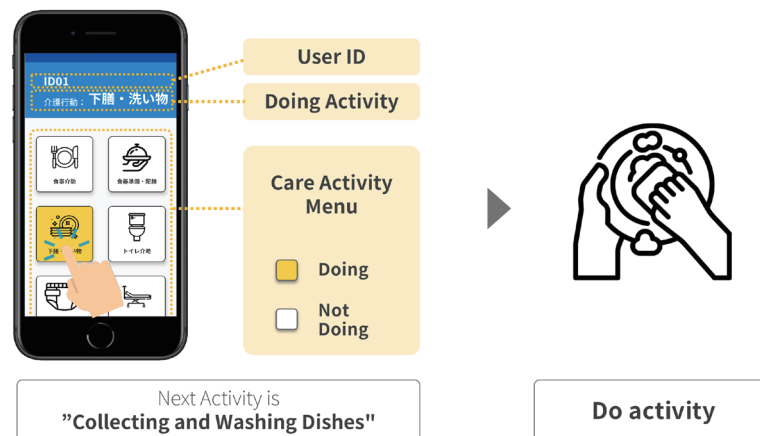 ID01
介護行動：下膳・洗い物
食事介助
食器準備・配膳
トイレ介助
User ID
Doing Activity
Care Activity
Menu
Doing
Not
Doing
Next Activity is
”Collecting and Washing Dishes"
Do activity